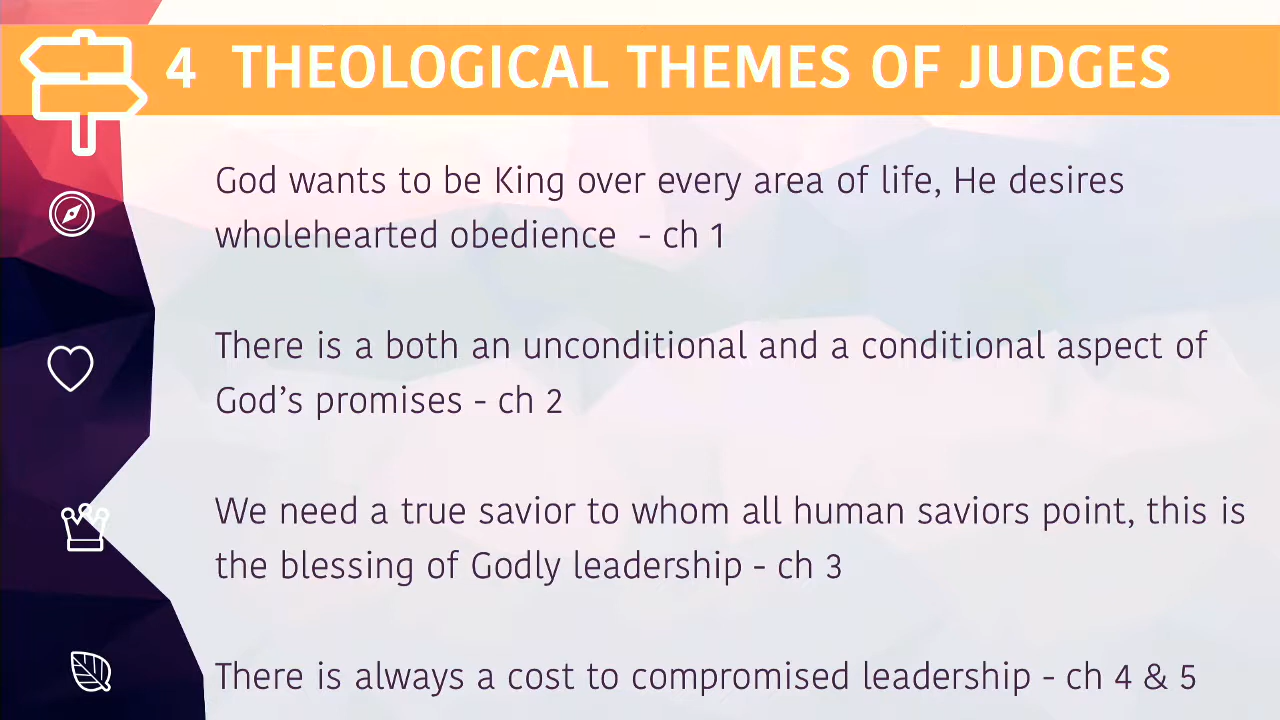 4 THEOLOGICAL THEMES OF JUDGES
God wants to be King over every area of life, He desires
wholehearted obedience - ch 1
There is a both an unconditional and a conditional aspect of
God’s promises - ch 2
We need a true savior to whom all human saviors point, this is
the blessing of Godly leadership - ch 3
There is always a cost to compromised leadership - ch 4 & 5